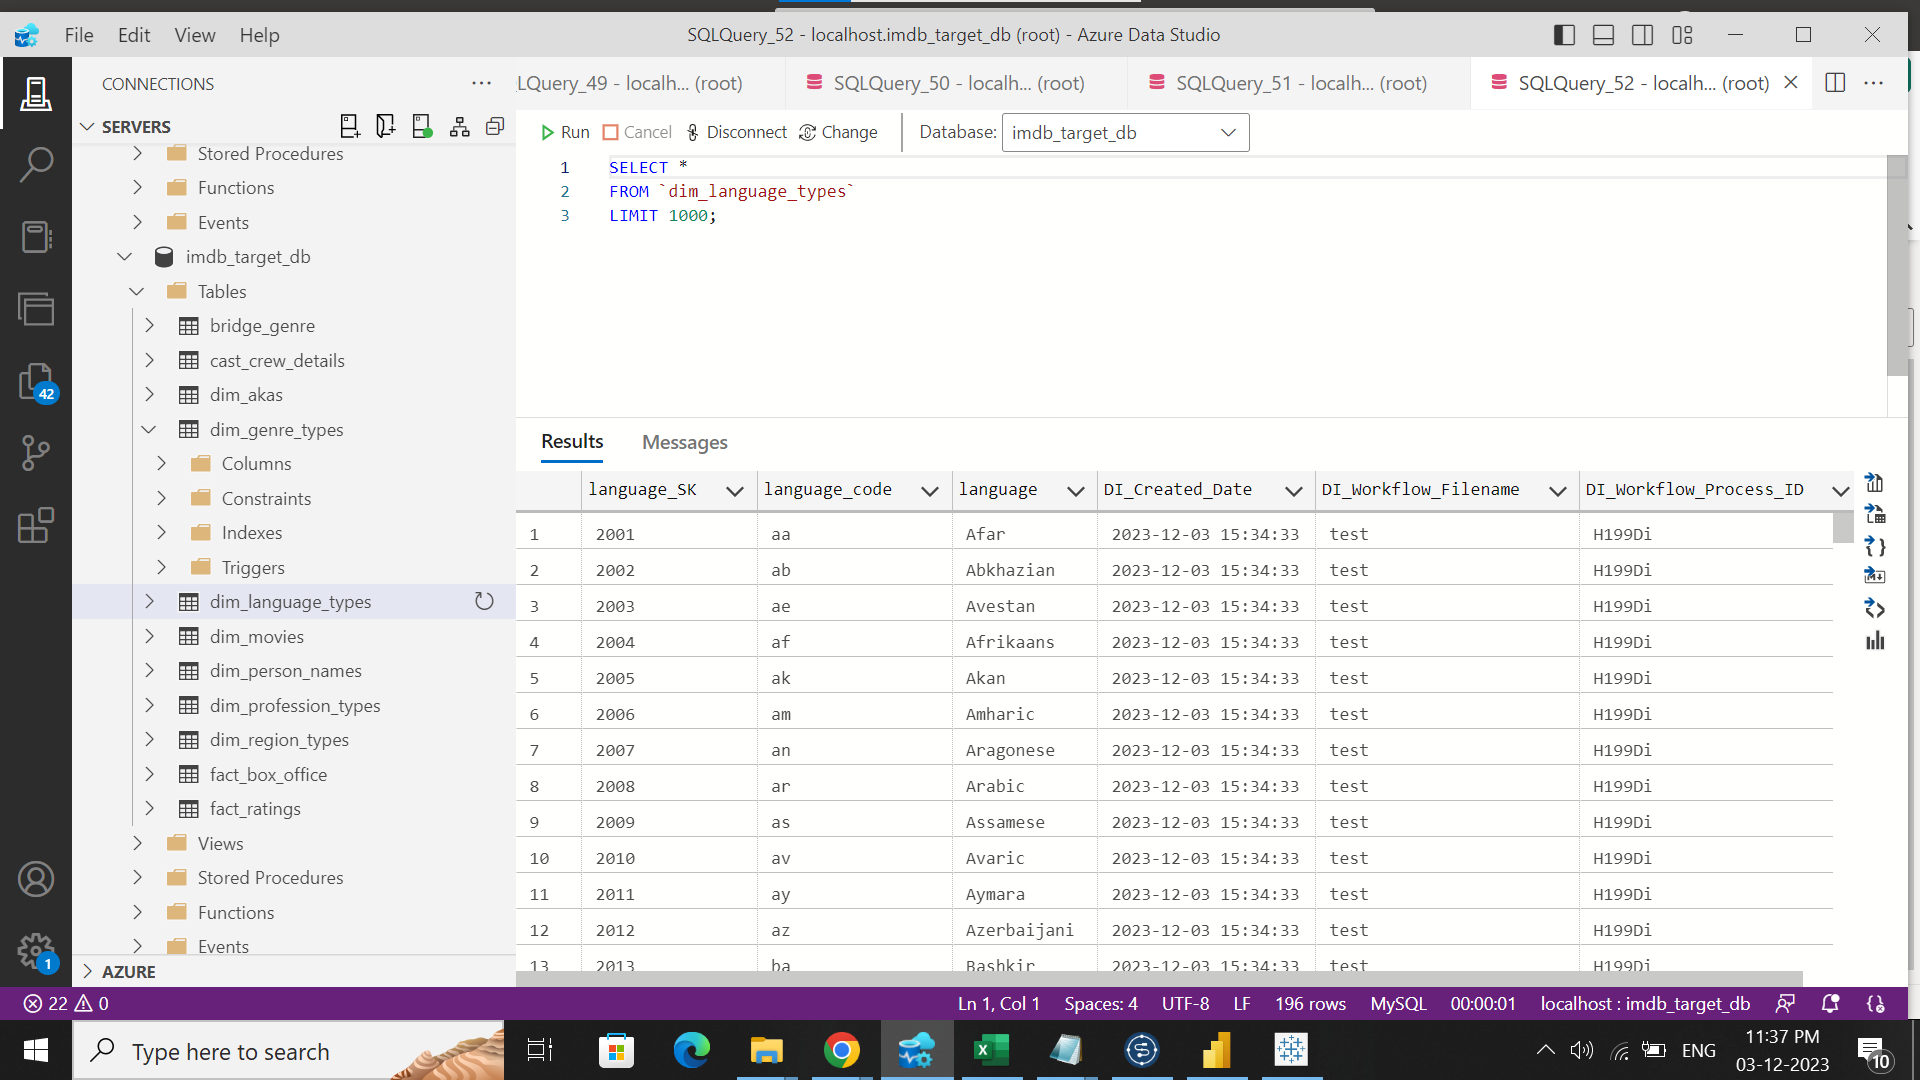 File Edit View Help
SQLQuery_52 - localhost.imdb_target_db (root) - Azure Data Studio
CONNECTIONS
LQuery_49 - localh... (root)
SQLQuery_50 - localh... (root)
SQLQuery_51 - localh... (root)
SQLQuery_52 - localh... (root)
SERVERS
Stored Procedures
Functions
Events
imdb_target_db
Tables
bridge_genre
cast_crew_details
dim_akas
dim_genre_types
Columns
Constraints
Indexes
Triggers
dim_language_types
dim_movies
dim_person_names
dim_profession_types
dim_region_types
fact_box_office
fact_ratings
Views
Stored Procedures
Functions
Events
AZURE
42
1
Run Cancel Disconnect Change Database: imdb_target_db
1 SELECT *
2 FROM `dim_language_types`
3 LIMIT 1000;
Results Messages
language_SK language_code language DI_Created_Date DI_Workflow_Filename DI_Workflow_Process_ID
1 2001 aa Afar 2023-12-03 15:34:33 test H199Di
2 2002 ab Abkhazian 2023-12-03 15:34:33 test H199Di
3 2003 ae Avestan 2023-12-03 15:34:33 test H199Di
4 2004 af Afrikaans 2023-12-03 15:34:33 test H199Di
5 2005 ak Akan 2023-12-03 15:34:33 test H199Di
6 2006 am Amharic 2023-12-03 15:34:33 test H199Di
7 2007 an Aragonese 2023-12-03 15:34:33 test H199Di
8 2008 ar Arabic 2023-12-03 15:34:33 test H199Di
9 2009 as Assamese 2023-12-03 15:34:33 test H199Di
10 2010 av Avaric 2023-12-03 15:34:33 test H199Di
11 2011 ay Aymara 2023-12-03 15:34:33 test H199Di
12 2012 az Azerbaijani 2023-12-03 15:34:33 test H199Di
13 2013 ba Bashkir 2023-12-03 15:34:33 test H199Di
22 0
Ln 1, Col 1 Spaces: 4 UTF-8 LF 196 rows MySQL 00:00:01 localhost : imdb_target_db
Type here to search
ENG
11:37 PM
03-12-2023
10